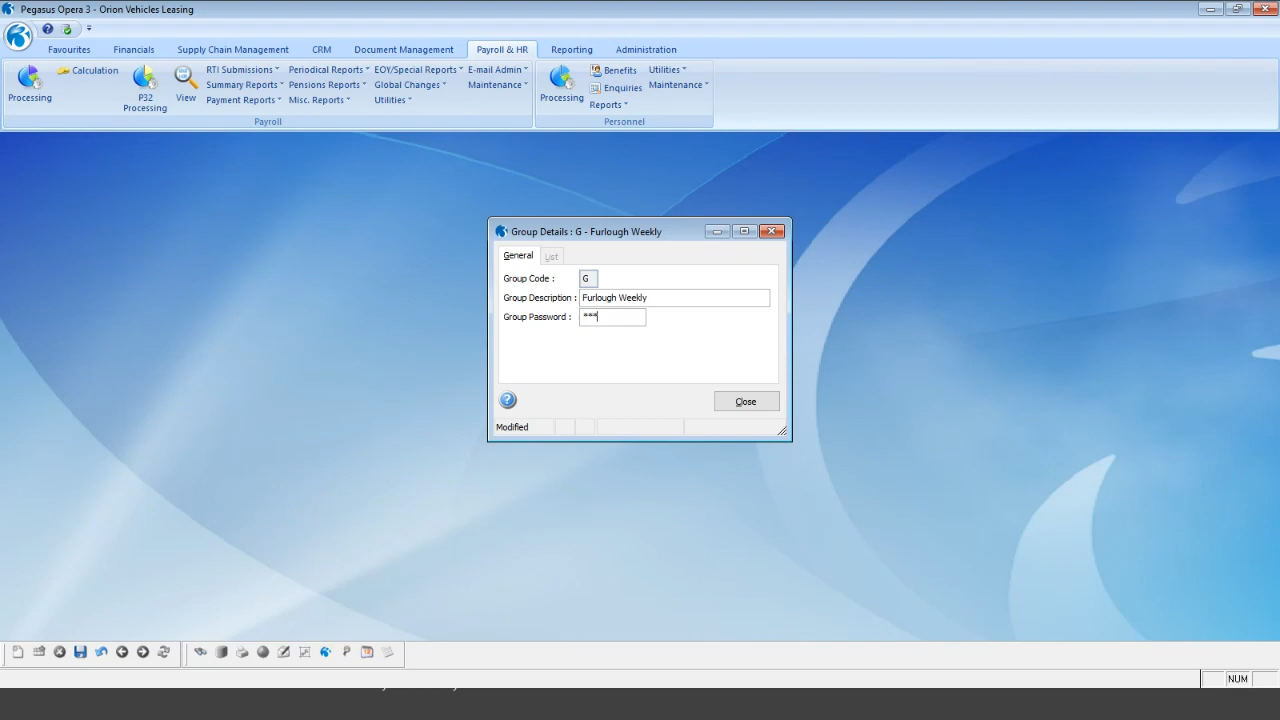 Pegasus Opera 3 - Orion Vehicles Leasing
Favourites Financials Supply Chain Management CRM Document Management Payroll & HR Reporting Administration
Processing
Calculation
P32 Processing
View
RTI Submissions Periodical Reports EOY/Special Reports E-mail Admin
Summary Reports Pensions Reports Global Changes Maintenance
Payment Reports Misc. Reports Utilities
Payroll
Processing
Benefits Utilities
Enquiries Maintenance
Reports
Personnel
Group Details : G - Furlough Weekly
General List
Group Code : G
Group Description : Furlough Weekly
Group Password : ***
Close
Modified
NUM